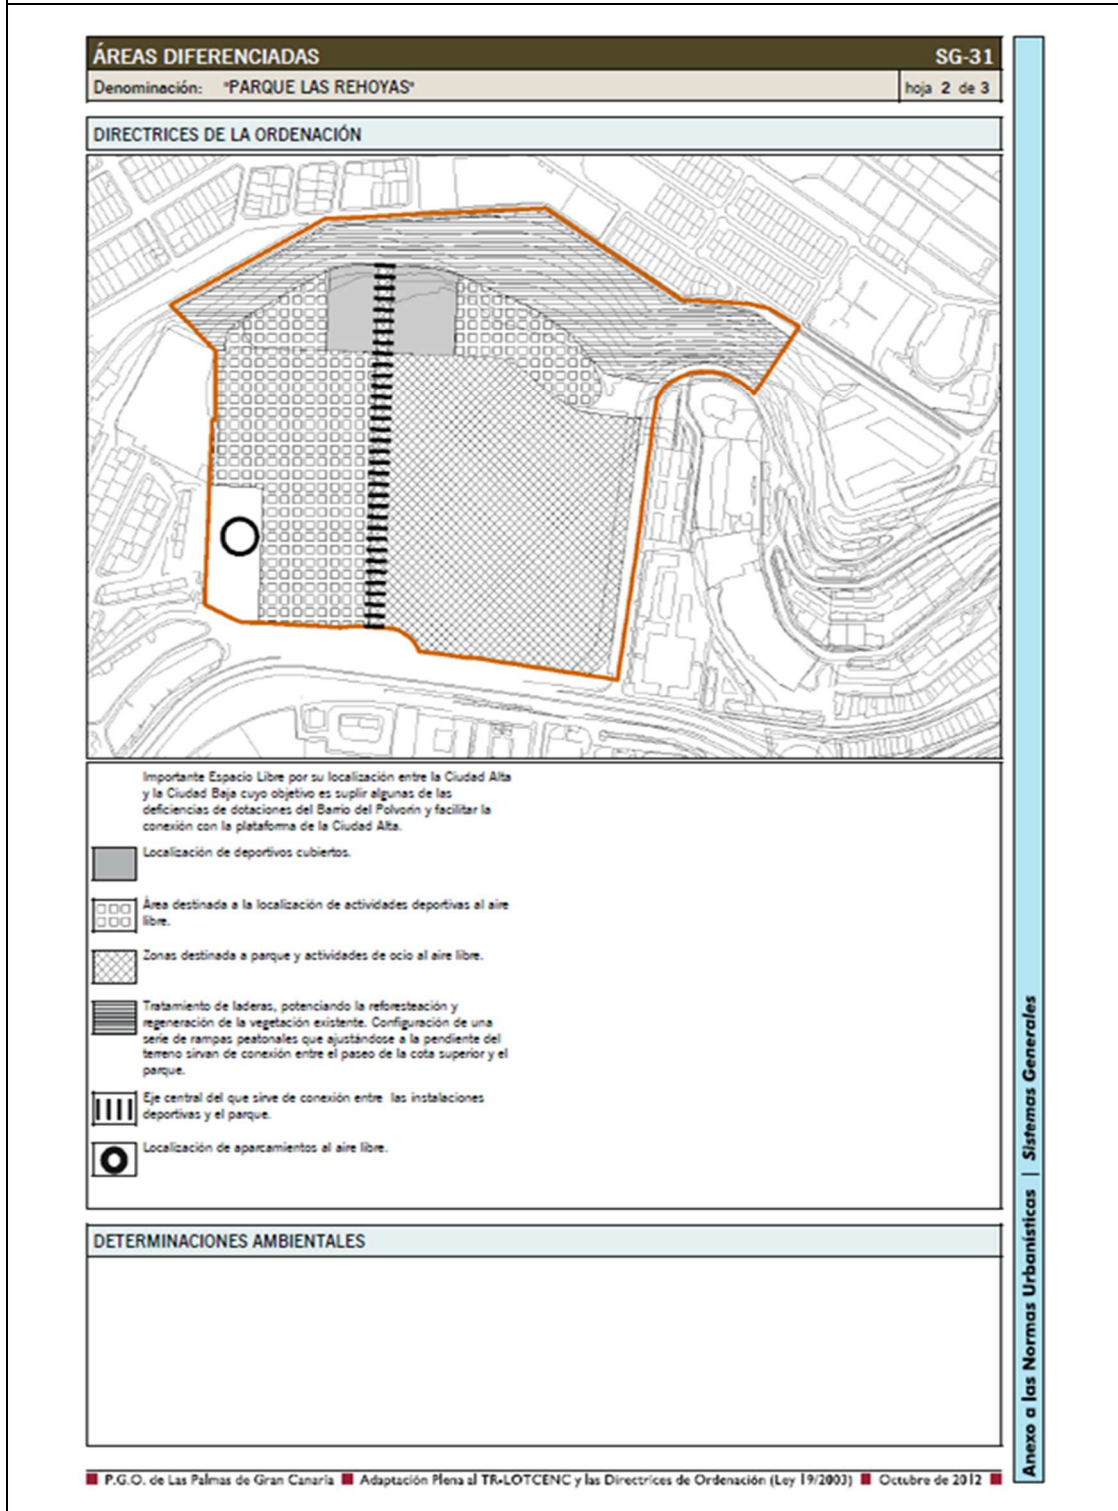 ÁREAS DIFERENCIADAS SG-31
Denominación: "PARQUE LAS REHOYAS" hoja 2 de 3
DIRECTRICES DE LA ORDENACIÓN
Importante Espacio Libre por su localización entre la Ciudad Alta
y la Ciudad Baja cuyo objetivo es suplir algunas de las
deficiencias de dotaciones del Barrio del Polvorín y facilitar la
conexión con la plataforma de la Ciudad Alta.
Localización de deportivos cubiertos.
Área destinada a la localización de actividades deportivas al aire
libre.
Zonas destinada a parque y actividades de ocio al aire libre.
Tratamiento de laderas, potenciando la reforesteación y
regeneración de la vegetación existente. Configuración de una
serie de rampas peatonales que ajustándose a la pendiente del
terreno sirvan de conexión entre el paseo de la cota superior y el
parque.
Eje central del que sirve de conexión entre las instalaciones
deportivas y el parque.
Localización de aparcamientos al aire libre.
DETERMINACIONES AMBIENTALES
Anexo a las Normas Urbanísticas | Sistemas Generales
P.G.O. de Las Palmas de Gran Canaria Adaptación Plena al TR-LOTCENC y las Directrices de Ordenación (Ley 19/2003) Octubre de 2012